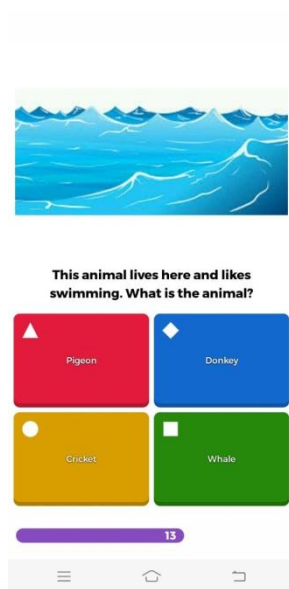 This animal lives here and likes
swimming. What is the animal?
Pigeon
Donkey
Cricket
Whale
13